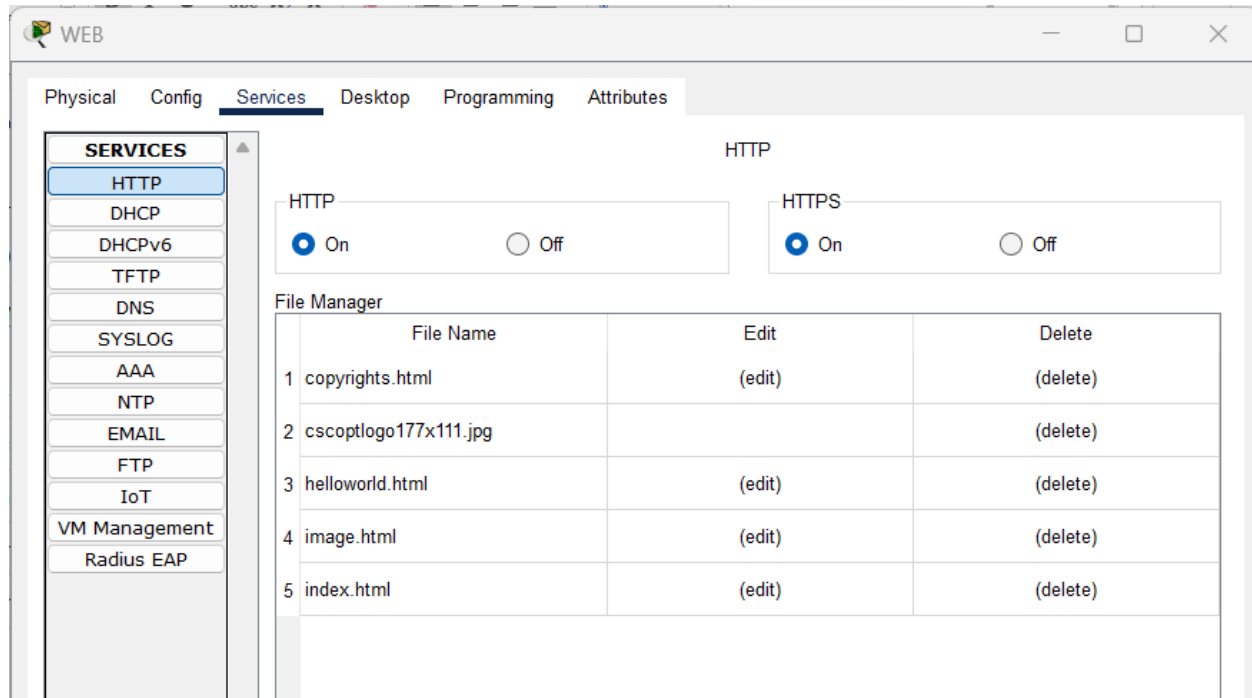 WEB
Physical Config Services Desktop Programming Attributes
SERVICES
HTTP
DHCP
DHCPv6
TFTP
DNS
SYSLOG
AAA
NTP
EMAIL
FTP
IoT
VM Management
Radius EAP
HTTP
HTTP
On Off
HTTPS
On Off
File Manager
File Name Edit Delete
1 copyrights.html (edit) (delete)
2 cscoptlogo177x111.jpg (delete)
3 helloworld.html (edit) (delete)
4 image.html (edit) (delete)
5 index.html (edit) (delete)